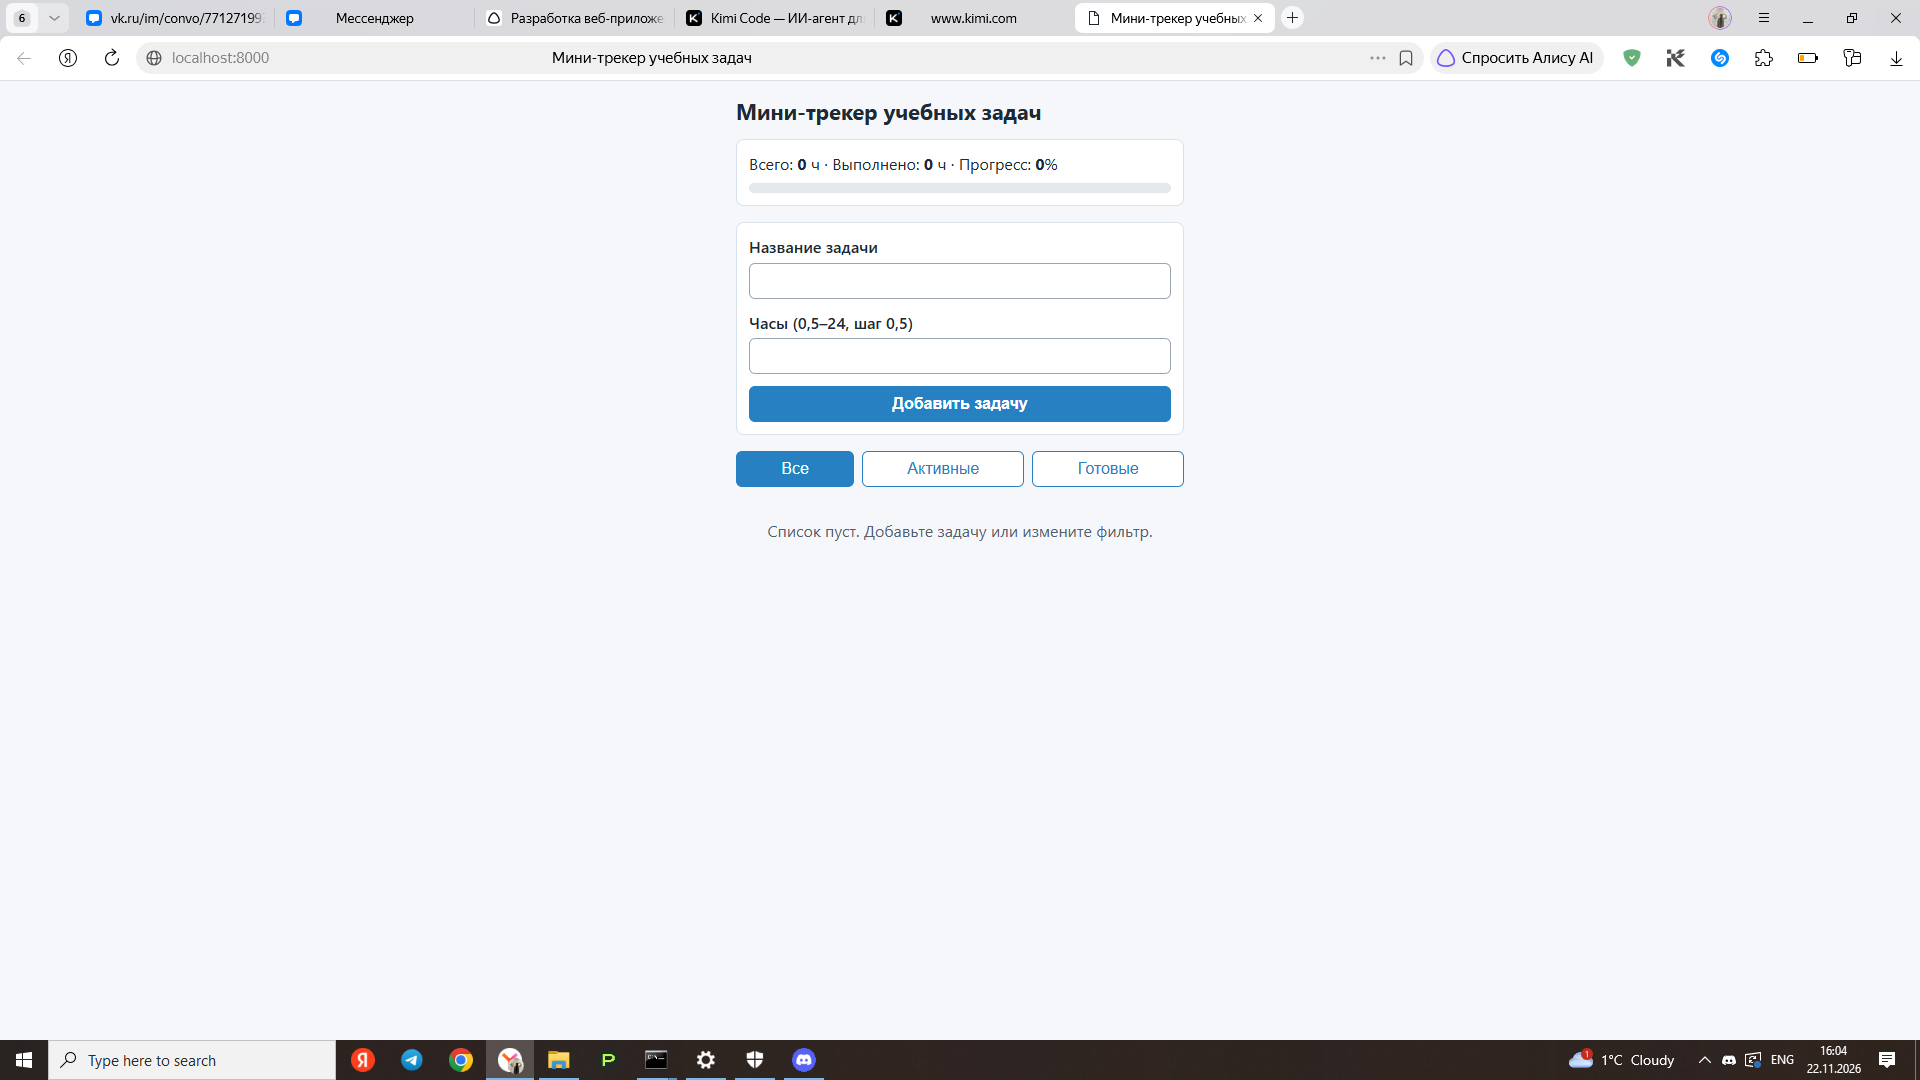 6
vk.ru/im/convo/77127199
Мессенджер
Разработка веб-приложе
Kimi Code — ИИ-агент дл
www.kimi.com
Мини-трекер учебных
localhost:8000
Мини-трекер учебных задач
Спросить Алису AI
Мини-трекер учебных задач
Всего: 0 ч · Выполнено: 0 ч · Прогресс: 0%
Название задачи
Часы (0,5–24, шаг 0,5)
Добавить задачу
Все
Активные
Готовые
Список пуст. Добавьте задачу или измените фильтр.
Type here to search
1
1°C Cloudy
ENG
16:04
22.11.2026